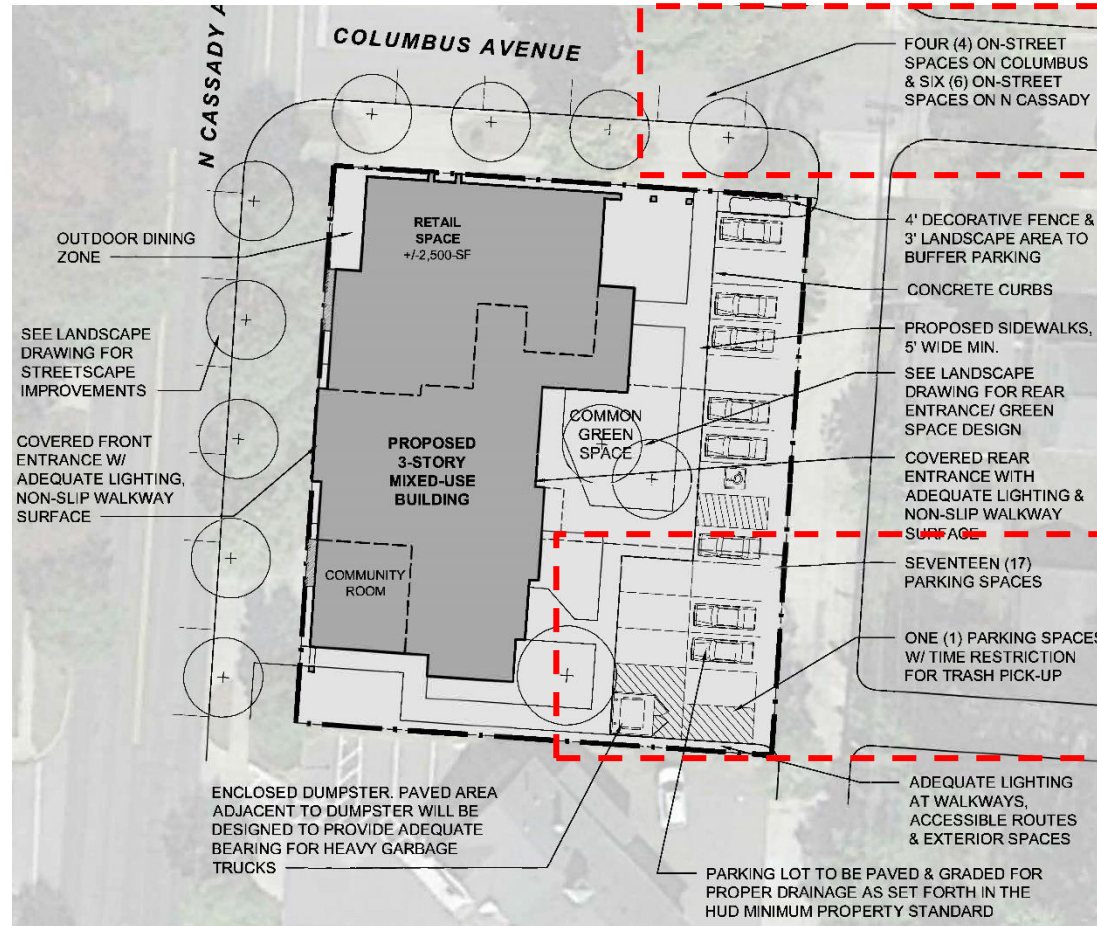 COLUMBUS AVENUE
N CASSADY A
FOUR (4) ON-STREET
SPACES ON COLUMBUS
& SIX (6) ON-STREET
SPACES ON N CASSADY
OUTDOOR DINING
ZONE
RETAIL
SPACE
+/-2,500-SF
4' DECORATIVE FENCE &
3' LANDSCAPE AREA TO
BUFFER PARKING
CONCRETE CURBS
SEE LANDSCAPE
DRAWING FOR
STREETSCAPE
IMPROVEMENTS
PROPOSED SIDEWALKS,
5' WIDE MIN.
SEE LANDSCAPE
DRAWING FOR REAR
ENTRANCE/ GREEN
SPACE DESIGN
COMMON
GREEN
SPACE
COVERED FRONT
ENTRANCE W/
ADEQUATE LIGHTING,
NON-SLIP WALKWAY
SURFACE
PROPOSED
3-STORY
MIXED-USE
BUILDING
COVERED REAR
ENTRANCE WITH
ADEQUATE LIGHTING &
NON-SLIP WALKWAY
SURFACE
SEVENTEEN (17)
PARKING SPACES
COMMUNITY
ROOM
ONE (1) PARKING SPACES
W/ TIME RESTRICTION
FOR TRASH PICK-UP
ENCLOSED DUMPSTER. PAVED AREA
ADJACENT TO DUMPSTER WILL BE
DESIGNED TO PROVIDE ADEQUATE
BEARING FOR HEAVY GARBAGE
TRUCKS
ADEQUATE LIGHTING
AT WALKWAYS,
ACCESSIBLE ROUTES
& EXTERIOR SPACES
PARKING LOT TO BE PAVED & GRADED FOR
PROPER DRAINAGE AS SET FORTH IN THE
HUD MINIMUM PROPERTY STANDARD